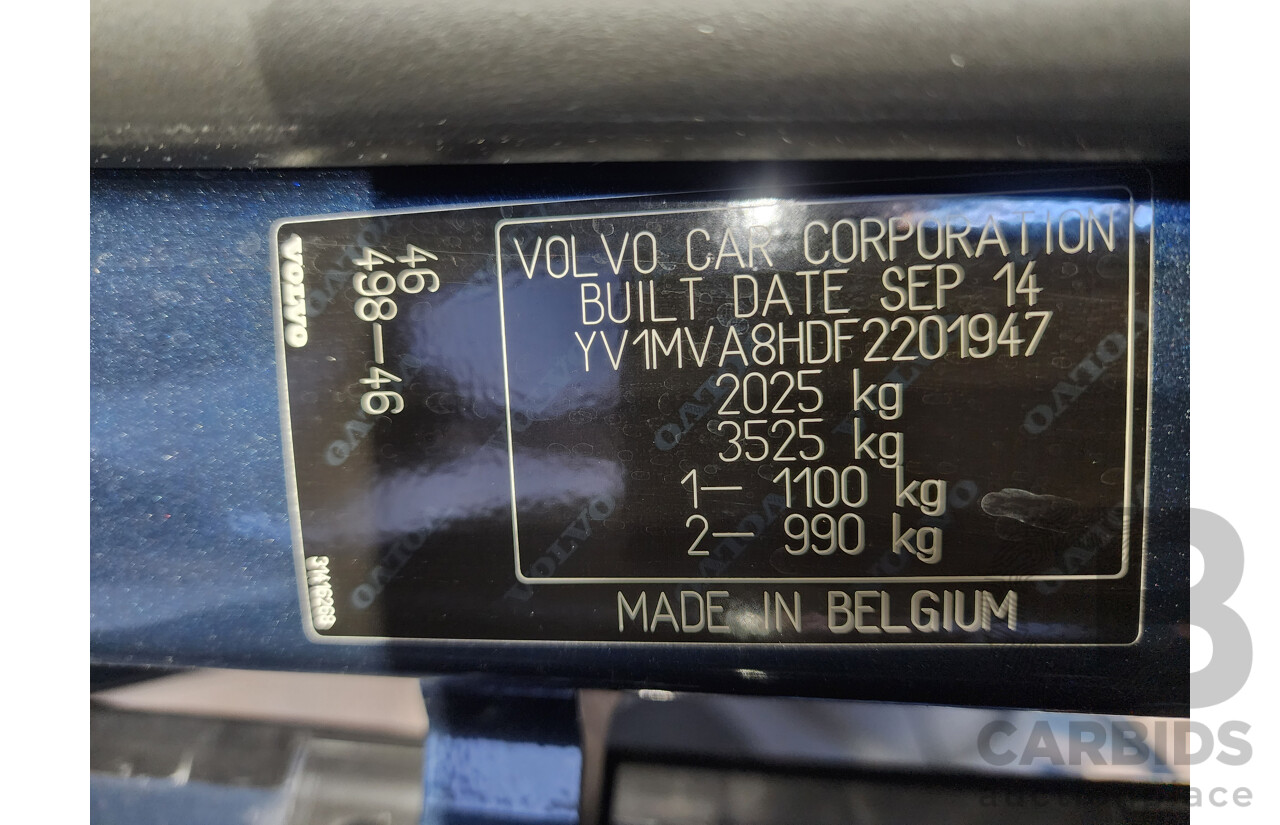 VOLVO
46
498-46
31416268
VOLVO CAR CORPORATION
BUILT DATE SEP 14
YV1MVA8HDF2201947
2025 kg
3525 kg
1- 1100 kg
2- 990 kg
MADE IN BELGIUM
CARBIDS